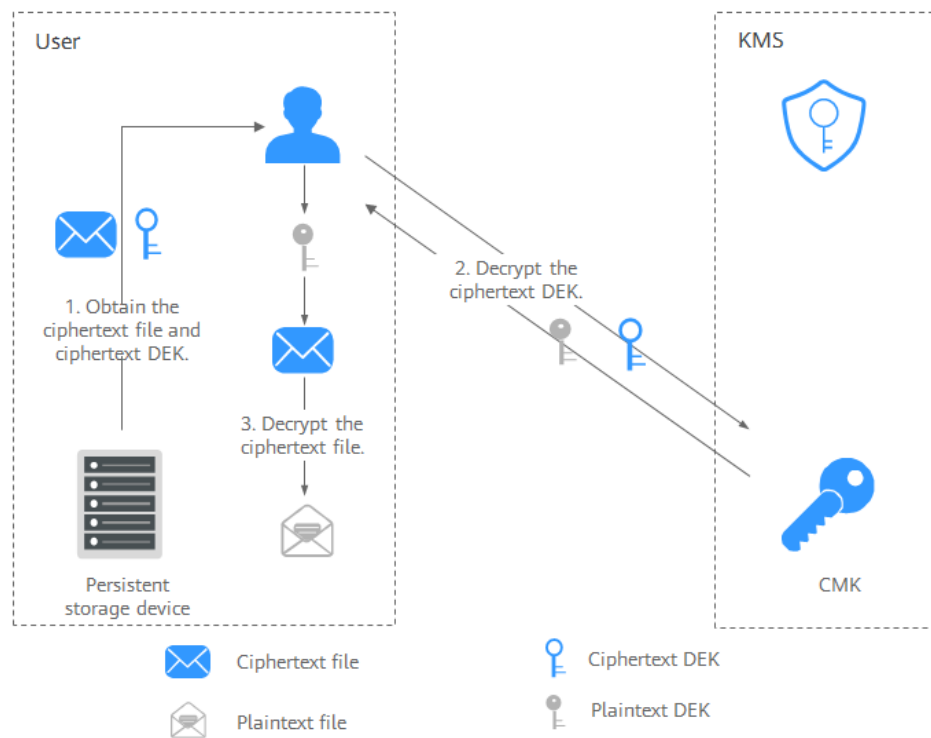 User
KMS
1. Obtain the
ciphertext file and
ciphertext DEK.
2. Decrypt the
ciphertext DEK.
3. Decrypt the
ciphertext file.
Persistent
storage device
CMK
Ciphertext file
Ciphertext DEK
Plaintext file
Plaintext DEK